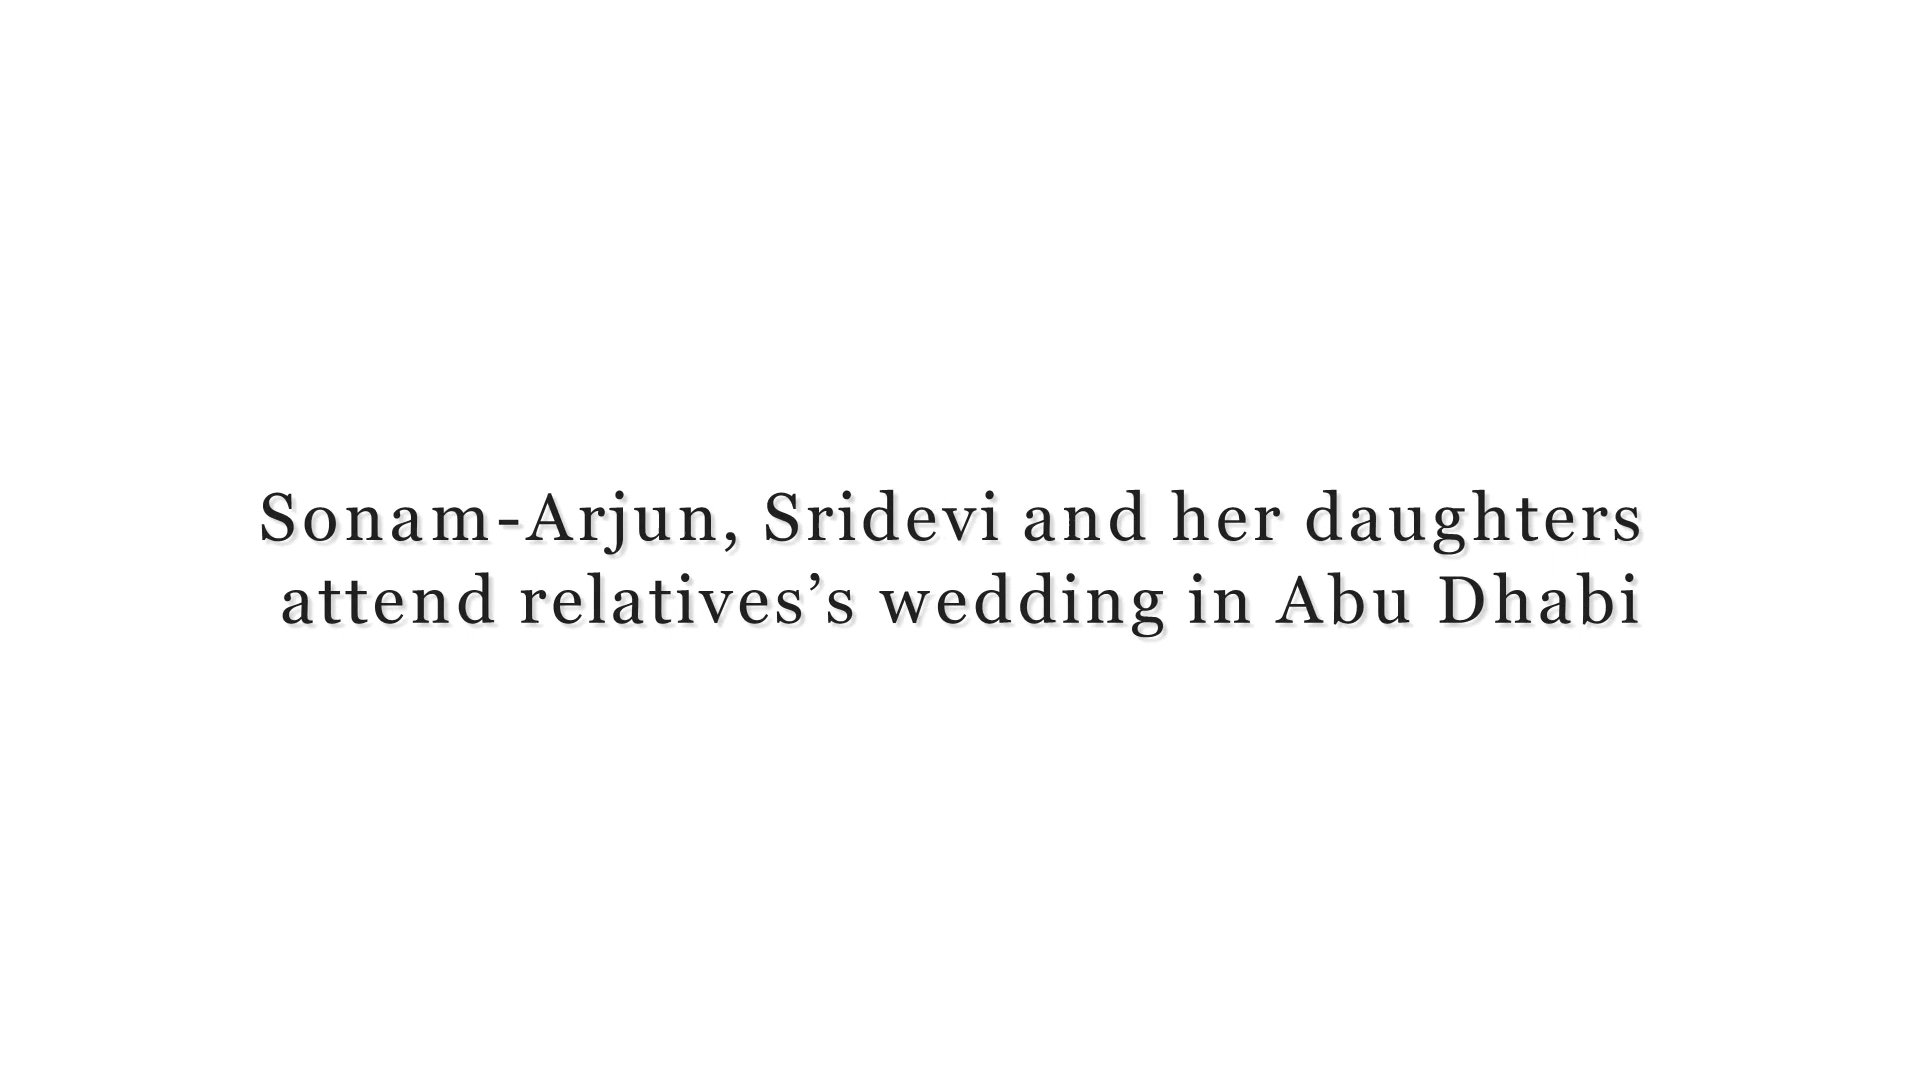 Sonam-Arjun, Sridevi and her daughters
attend relatives’s wedding in Abu Dhabi